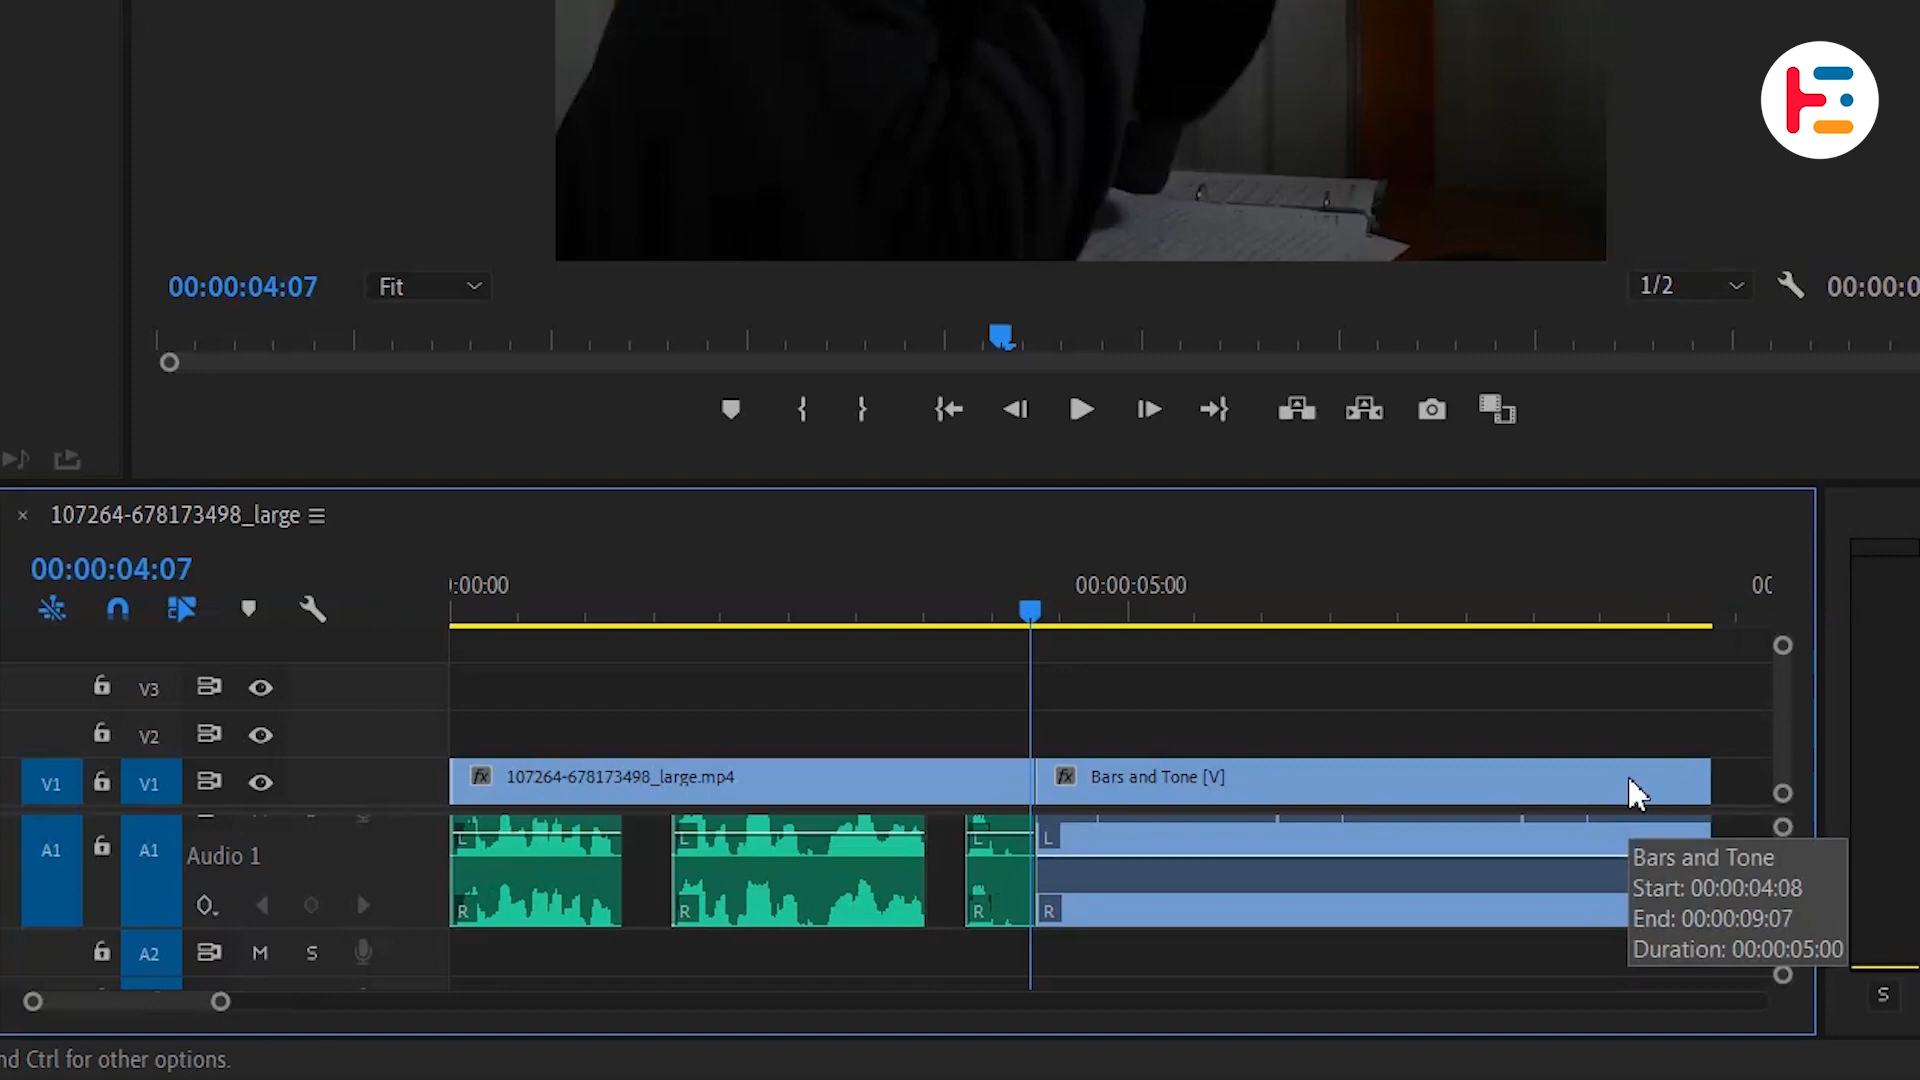 00:00:04:07
Fit
1/2
00:00:0
107264-678173498_large
00:00:04:07
:00:00
00:00:05:00
00
V3
V2
V1
V1
107264-678173498_large.mp4
Bars and Tone [V]
A1
A1
Audio 1
L
L
L
L
R
R
R
R
Bars and Tone
Start: 00:00:04:08
End: 00:00:09:07
Duration: 00:00:05:00
A2
M
S
S
nd Ctrl for other options.